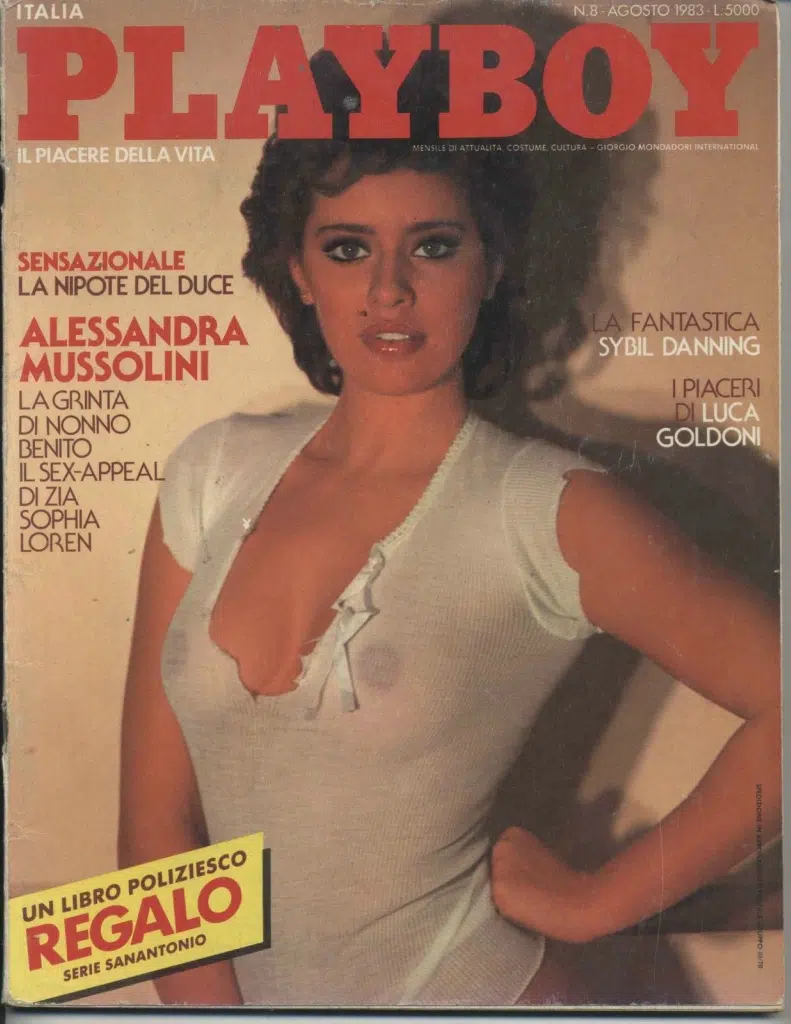 ITALIA
N.8 - AGOSTO 1983 - L.5000
PLAYBOY
IL PIACERE DELLA VITA
MENSILE DI ATTUALITA, COSTUME, CULTURA - GIORGIO MONDADORI INTERNATIONAL
SENSAZIONALE
LA NIPOTE DEL DUCE
ALESSANDRA
MUSSOLINI
LA GRINTA
DI NONNO
BENITO
IL SEX-APPEAL
DI ZIA
SOPHIA
LOREN
LA FANTASTICA
SYBIL DANNING
I PIACERI
DI LUCA
GOLDONI
UN LIBRO POLIZIESCO
REGALO
SERIE SANANTONIO